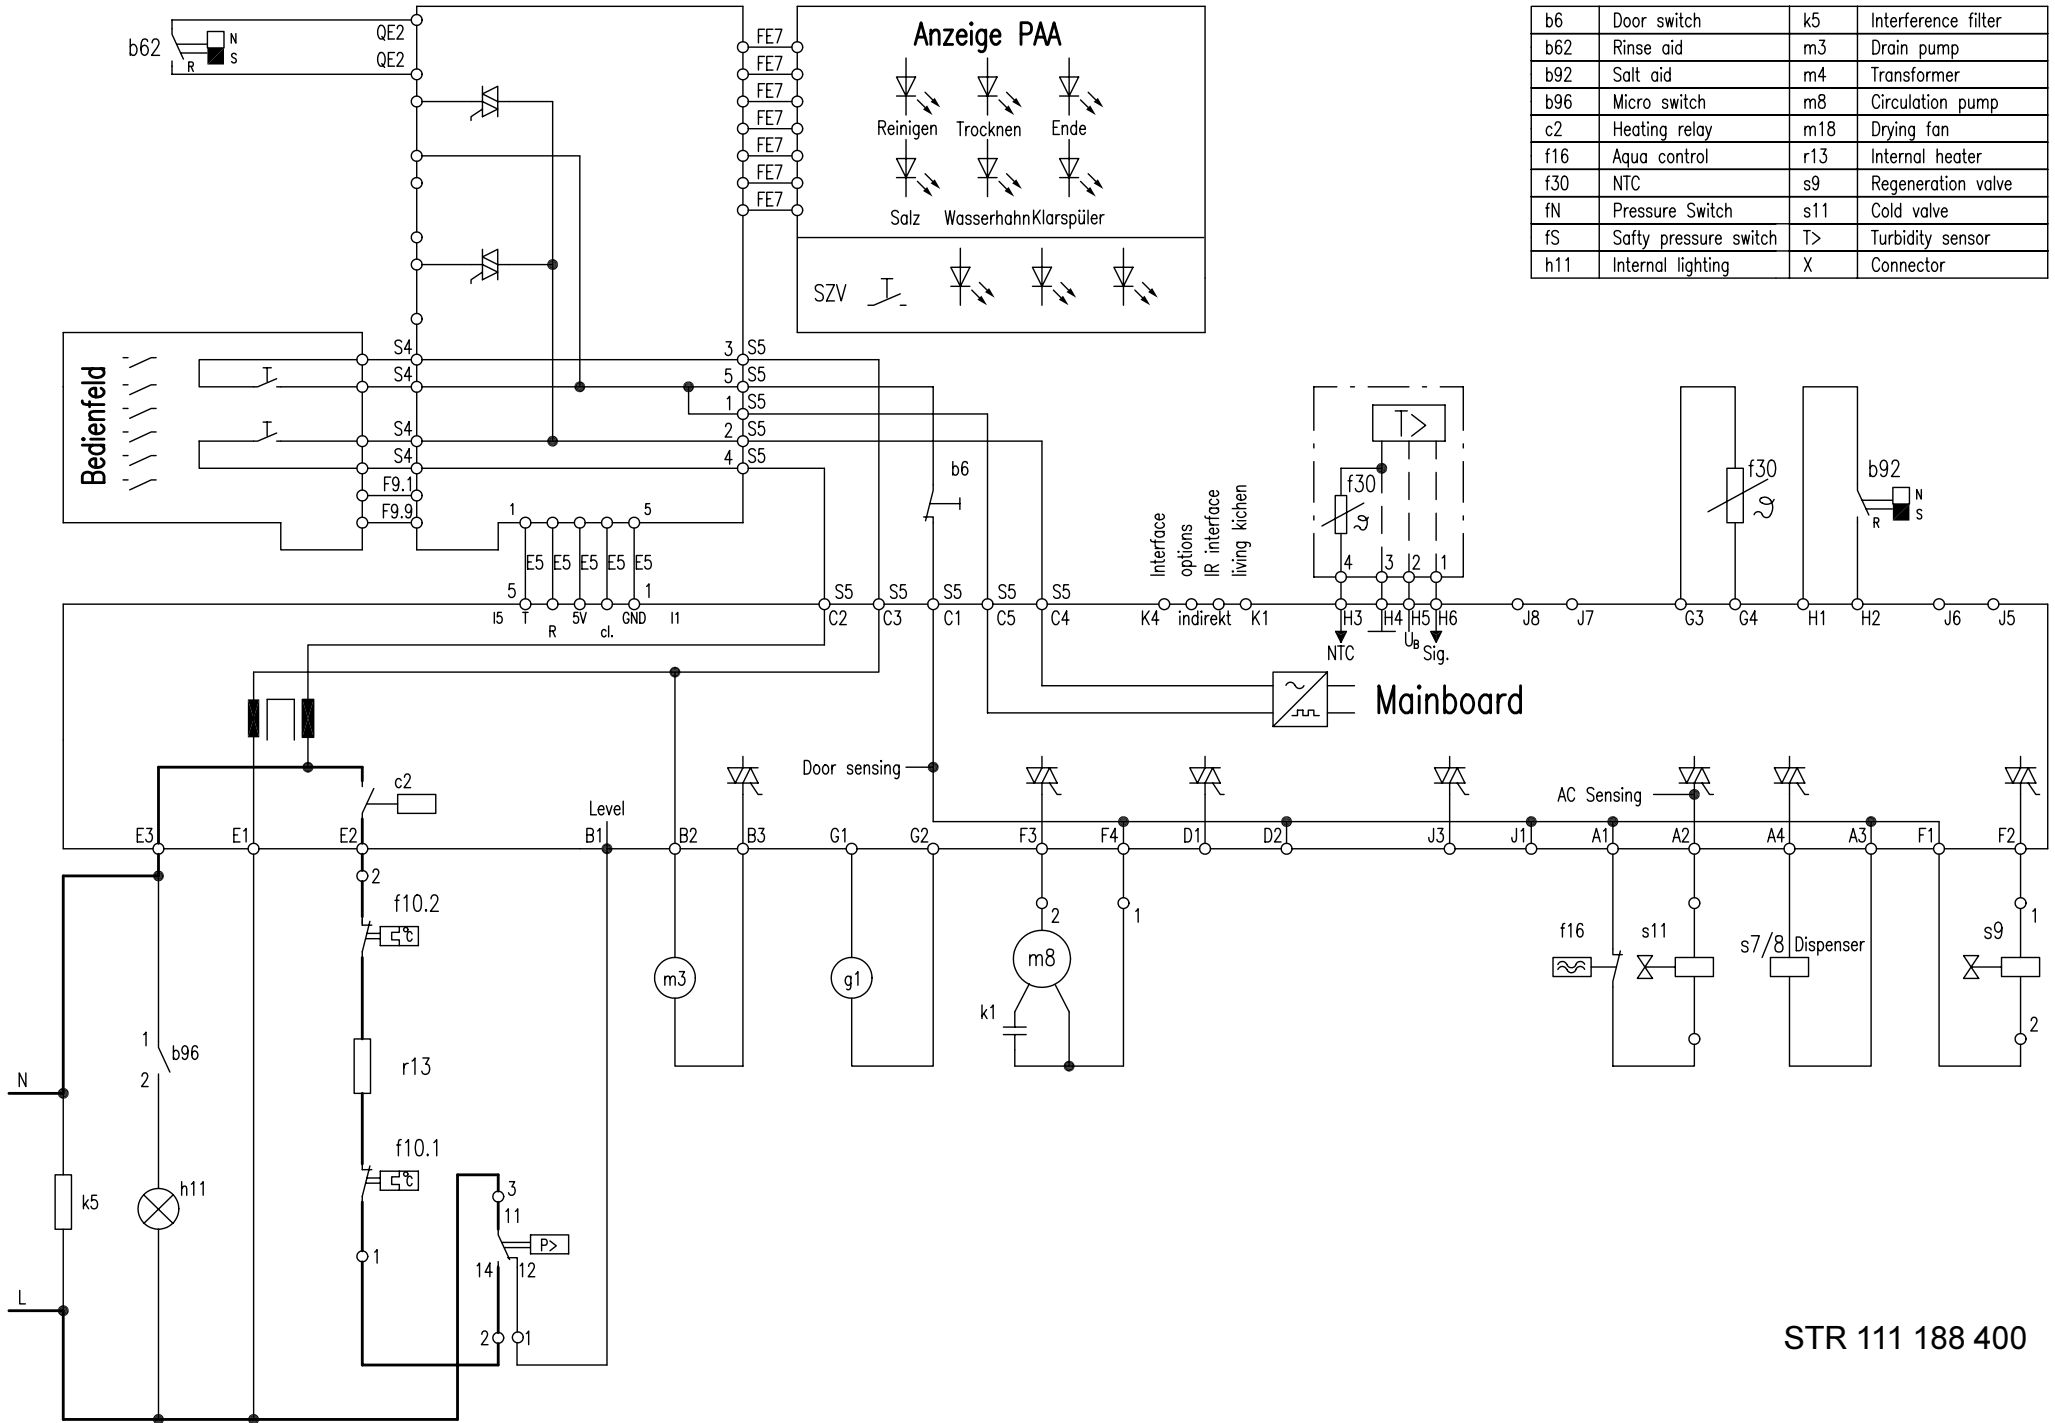 b6 Door switch k5 Interference filter
b62 Rinse aid m3 Drain pump
b92 Salt aid m4 Transformer
b96 Micro switch m8 Circulation pump
c2 Heating relay m18 Drying fan
f16 Aqua control r13 Internal heater
f30 NTC s9 Regeneration valve
fN Pressure Switch s11 Cold valve
fS Safty pressure switch T> Turbidity sensor
h11 Internal lighting X Connector
b62 N
S
R
QE2
QE2
FE7
FE7
FE7
FE7
FE7
FE7
FE7
Anzeige PAA
Reinigen Trocknen Ende
Salz Wasserhahn Klarspüler
SZV
Bedienfeld
S4
S4
S4
S4
F9.1
F9.9
3 S5
5 S5
1 S5
2 S5
4 S5
1 5
E5 E5 E5 E5 E5
5 1
I5 T R 5V cl. GND I1
b6
S5 S5 S5 S5 S5
C2 C3 C1 C5 C4
Interface
options
IR interface
living kichen
K4 indirekt K1
T>
f30
4 3 2 1
H3 H4 H5 H6
NTC UB Sig.
J8 J7
f30
G3 G4
b92 N
S
R
H1 H2
J6 J5
Mainboard
c2
Door sensing
AC Sensing
Level
E3 E1 E2 B1 B2 B3 G1 G2 F3 F4 D1 D2 J3 J1 A1 A2 A4 A3 F1 F2
2
f10.2
m3
g1
2 1
m8
k1
f16 s11
s7/8 Dispenser
s9
1
2
1 b96
2
r13
N
f10.1
k5
h11
1
3
11
P>
14 12
L
2 1
STR 111 188 400